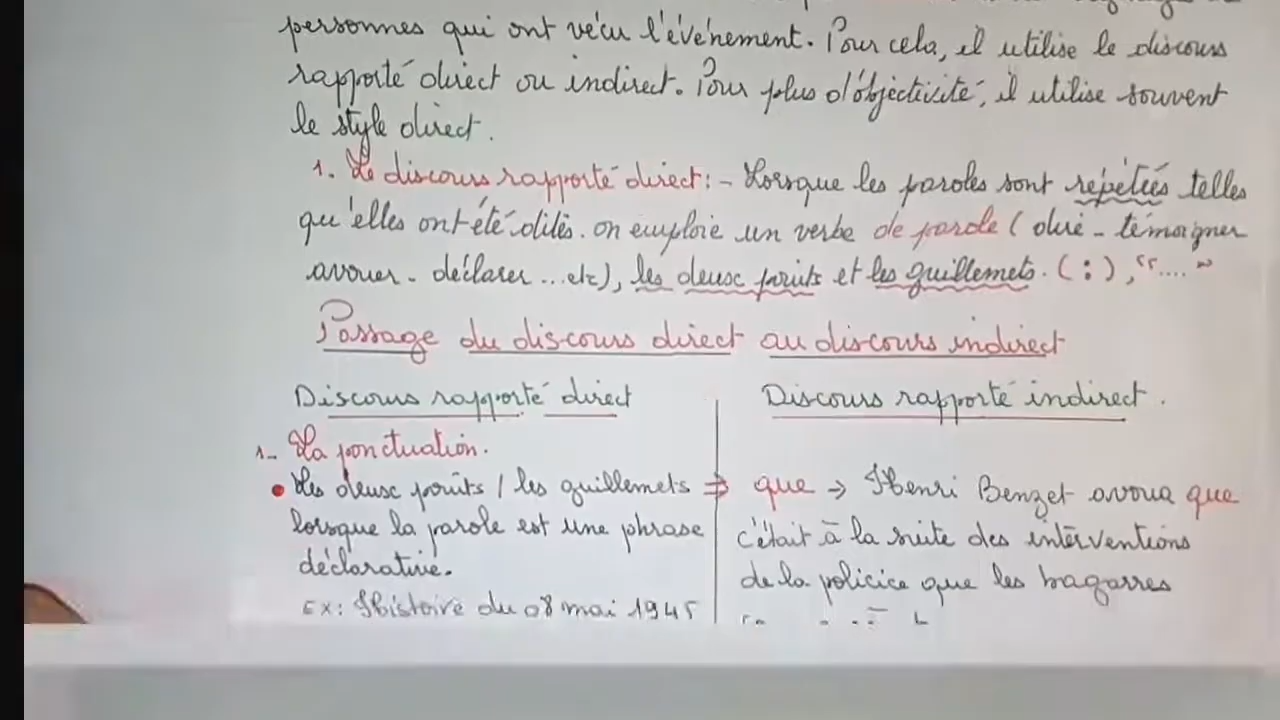 personnes qui ont vécu l'événement. Pour cela, il utilise le discours
rapporté direct ou indirect. Pour plus d'objectivité, il utilise souvent
le style direct.
1. Le discours rapporté direct : - Lorsque les paroles sont répétées telles
qu'elles ont été dites. on emploie un verbe de parole ( dire - témoigner
avouer - déclarer ... etc), les deux points et les guillemets. ( : ) , " .... "
Passage du discours direct au discours indirect
Discours rapporté direct
1- La ponctuation.
• Les deux points / les guillemets ⇒
lorsque la parole est une phrase
déclarative.
Ex: Histoire du 08 mai 1945
Discours rapporté indirect.
que → Henri Benzet avoua que
c'était à la suite des interventions
de la policice que les bagarres